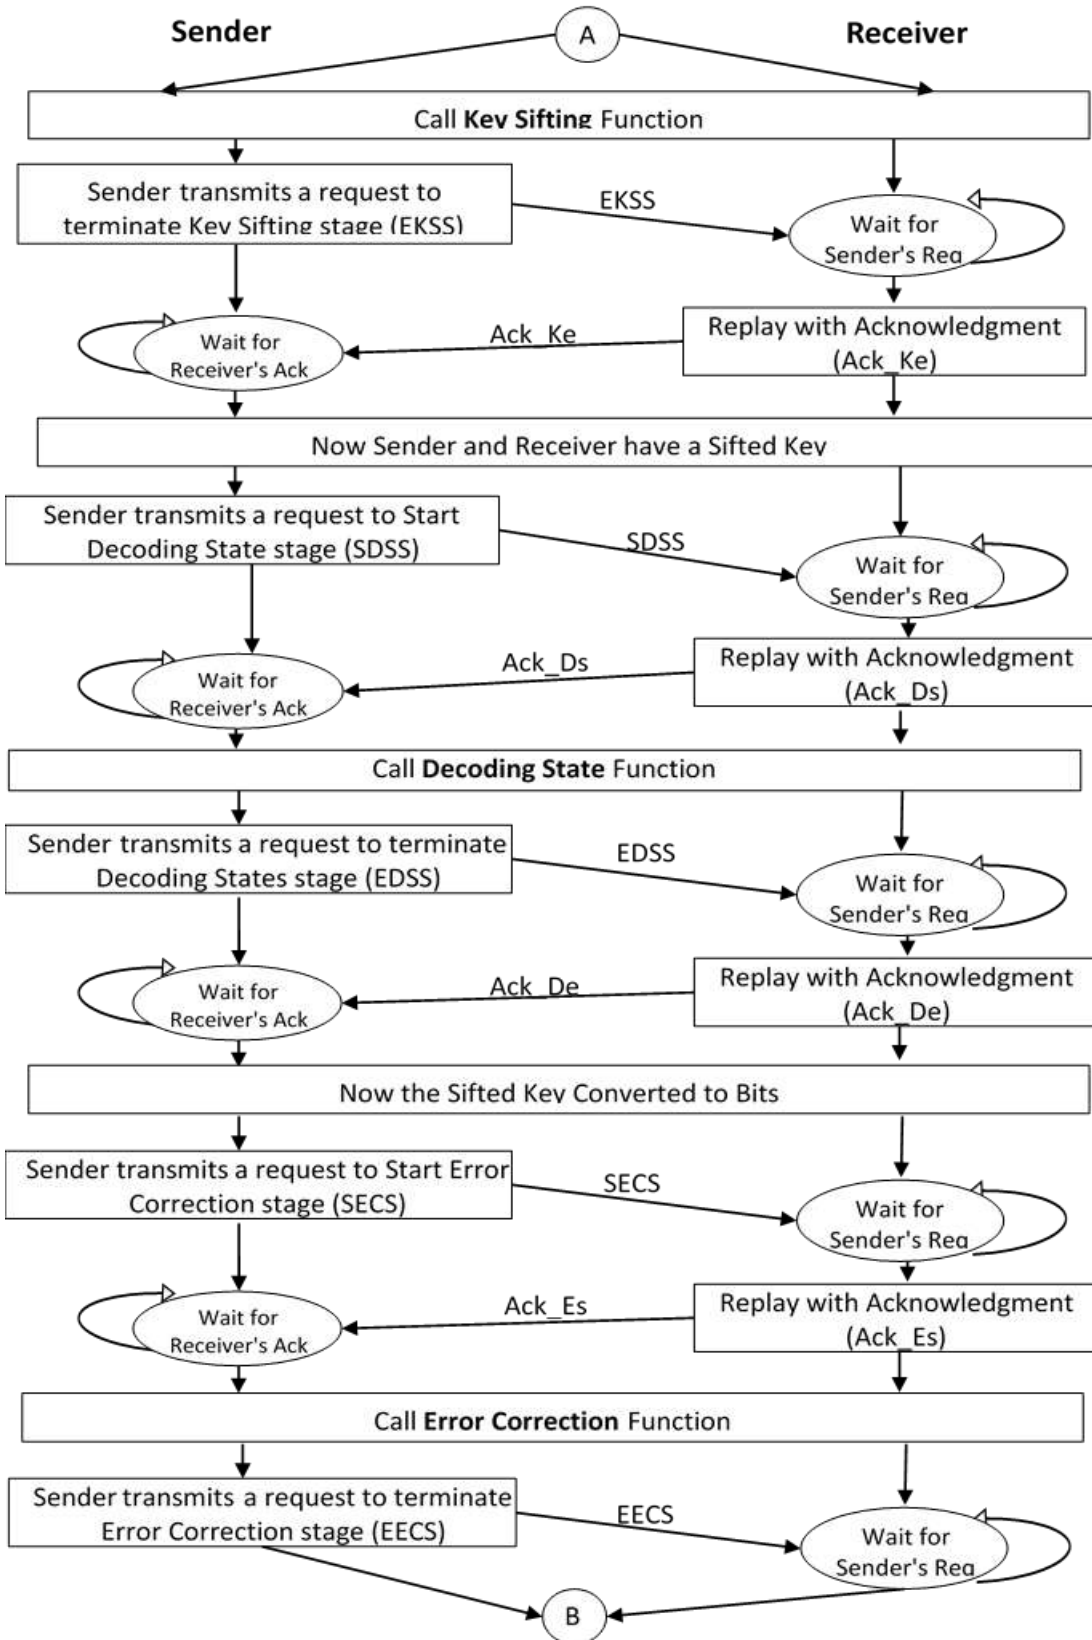 Sender
A
Receiver
Call Key Sifting Function
Sender transmits a request to
terminate Key Sifting stage (EKSS)
EKSS
Wait for
Sender's Req
Wait for
Receiver's Ack
Ack_Ke
Replay with Acknowledgment
(Ack_Ke)
Now Sender and Receiver have a Sifted Key
Sender transmits a request to Start
Decoding State stage (SDSS)
SDSS
Wait for
Sender's Req
Wait for
Receiver's Ack
Ack_Ds
Replay with Acknowledgment
(Ack_Ds)
Call Decoding State Function
Sender transmits a request to terminate
Decoding States stage (EDSS)
EDSS
Wait for
Sender's Req
Wait for
Receiver's Ack
Ack_De
Replay with Acknowledgment
(Ack_De)
Now the Sifted Key Converted to Bits
Sender transmits a request to Start Error
Correction stage (SECS)
SECS
Wait for
Sender's Req
Wait for
Receiver's Ack
Ack_Es
Replay with Acknowledgment
(Ack_Es)
Call Error Correction Function
Sender transmits a request to terminate
Error Correction stage (EECS)
EECS
Wait for
Sender's Req
B